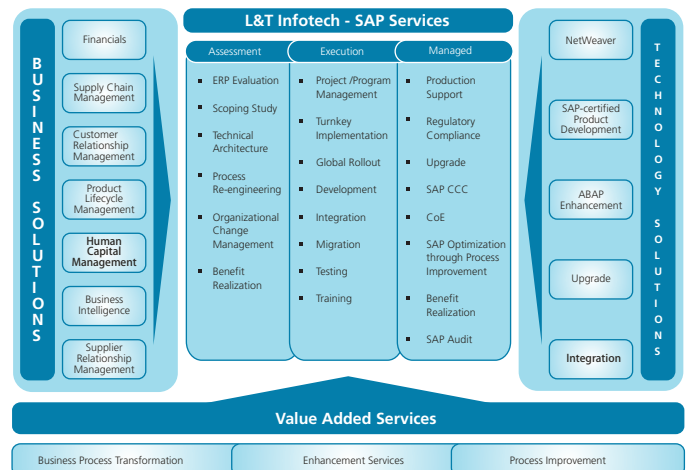 L&T Infotech - SAP Services
BUSINESS SOLUTIONS
Financials
Supply Chain
Management
Customer
Relationship
Management
Product
Lifecycle
Management
Human
Capital
Management
Business
Intelligence
Supplier
Relationship
Management
Assessment
ERP Evaluation
Scoping Study
Technical
Architecture
Process
Re-engineering
Organizational
Change
Management
Benefit
Realization
Execution
Project /Program
Management
Turnkey
Implementation
Global Rollout
Development
Integration
Migration
Testing
Training
Managed
Production
Support
Regulatory
Compliance
Upgrade
SAP CCC
CoE
SAP Optimization
through Process
Improvement
Benefit
Realization
SAP Audit
NetWeaver
SAP-certified
Product
Development
ABAP
Enhancement
Upgrade
Integration
TECHNOLOGY SOLUTIONS
Value Added Services
Business Process Transformation
Enhancement Services
Process Improvement